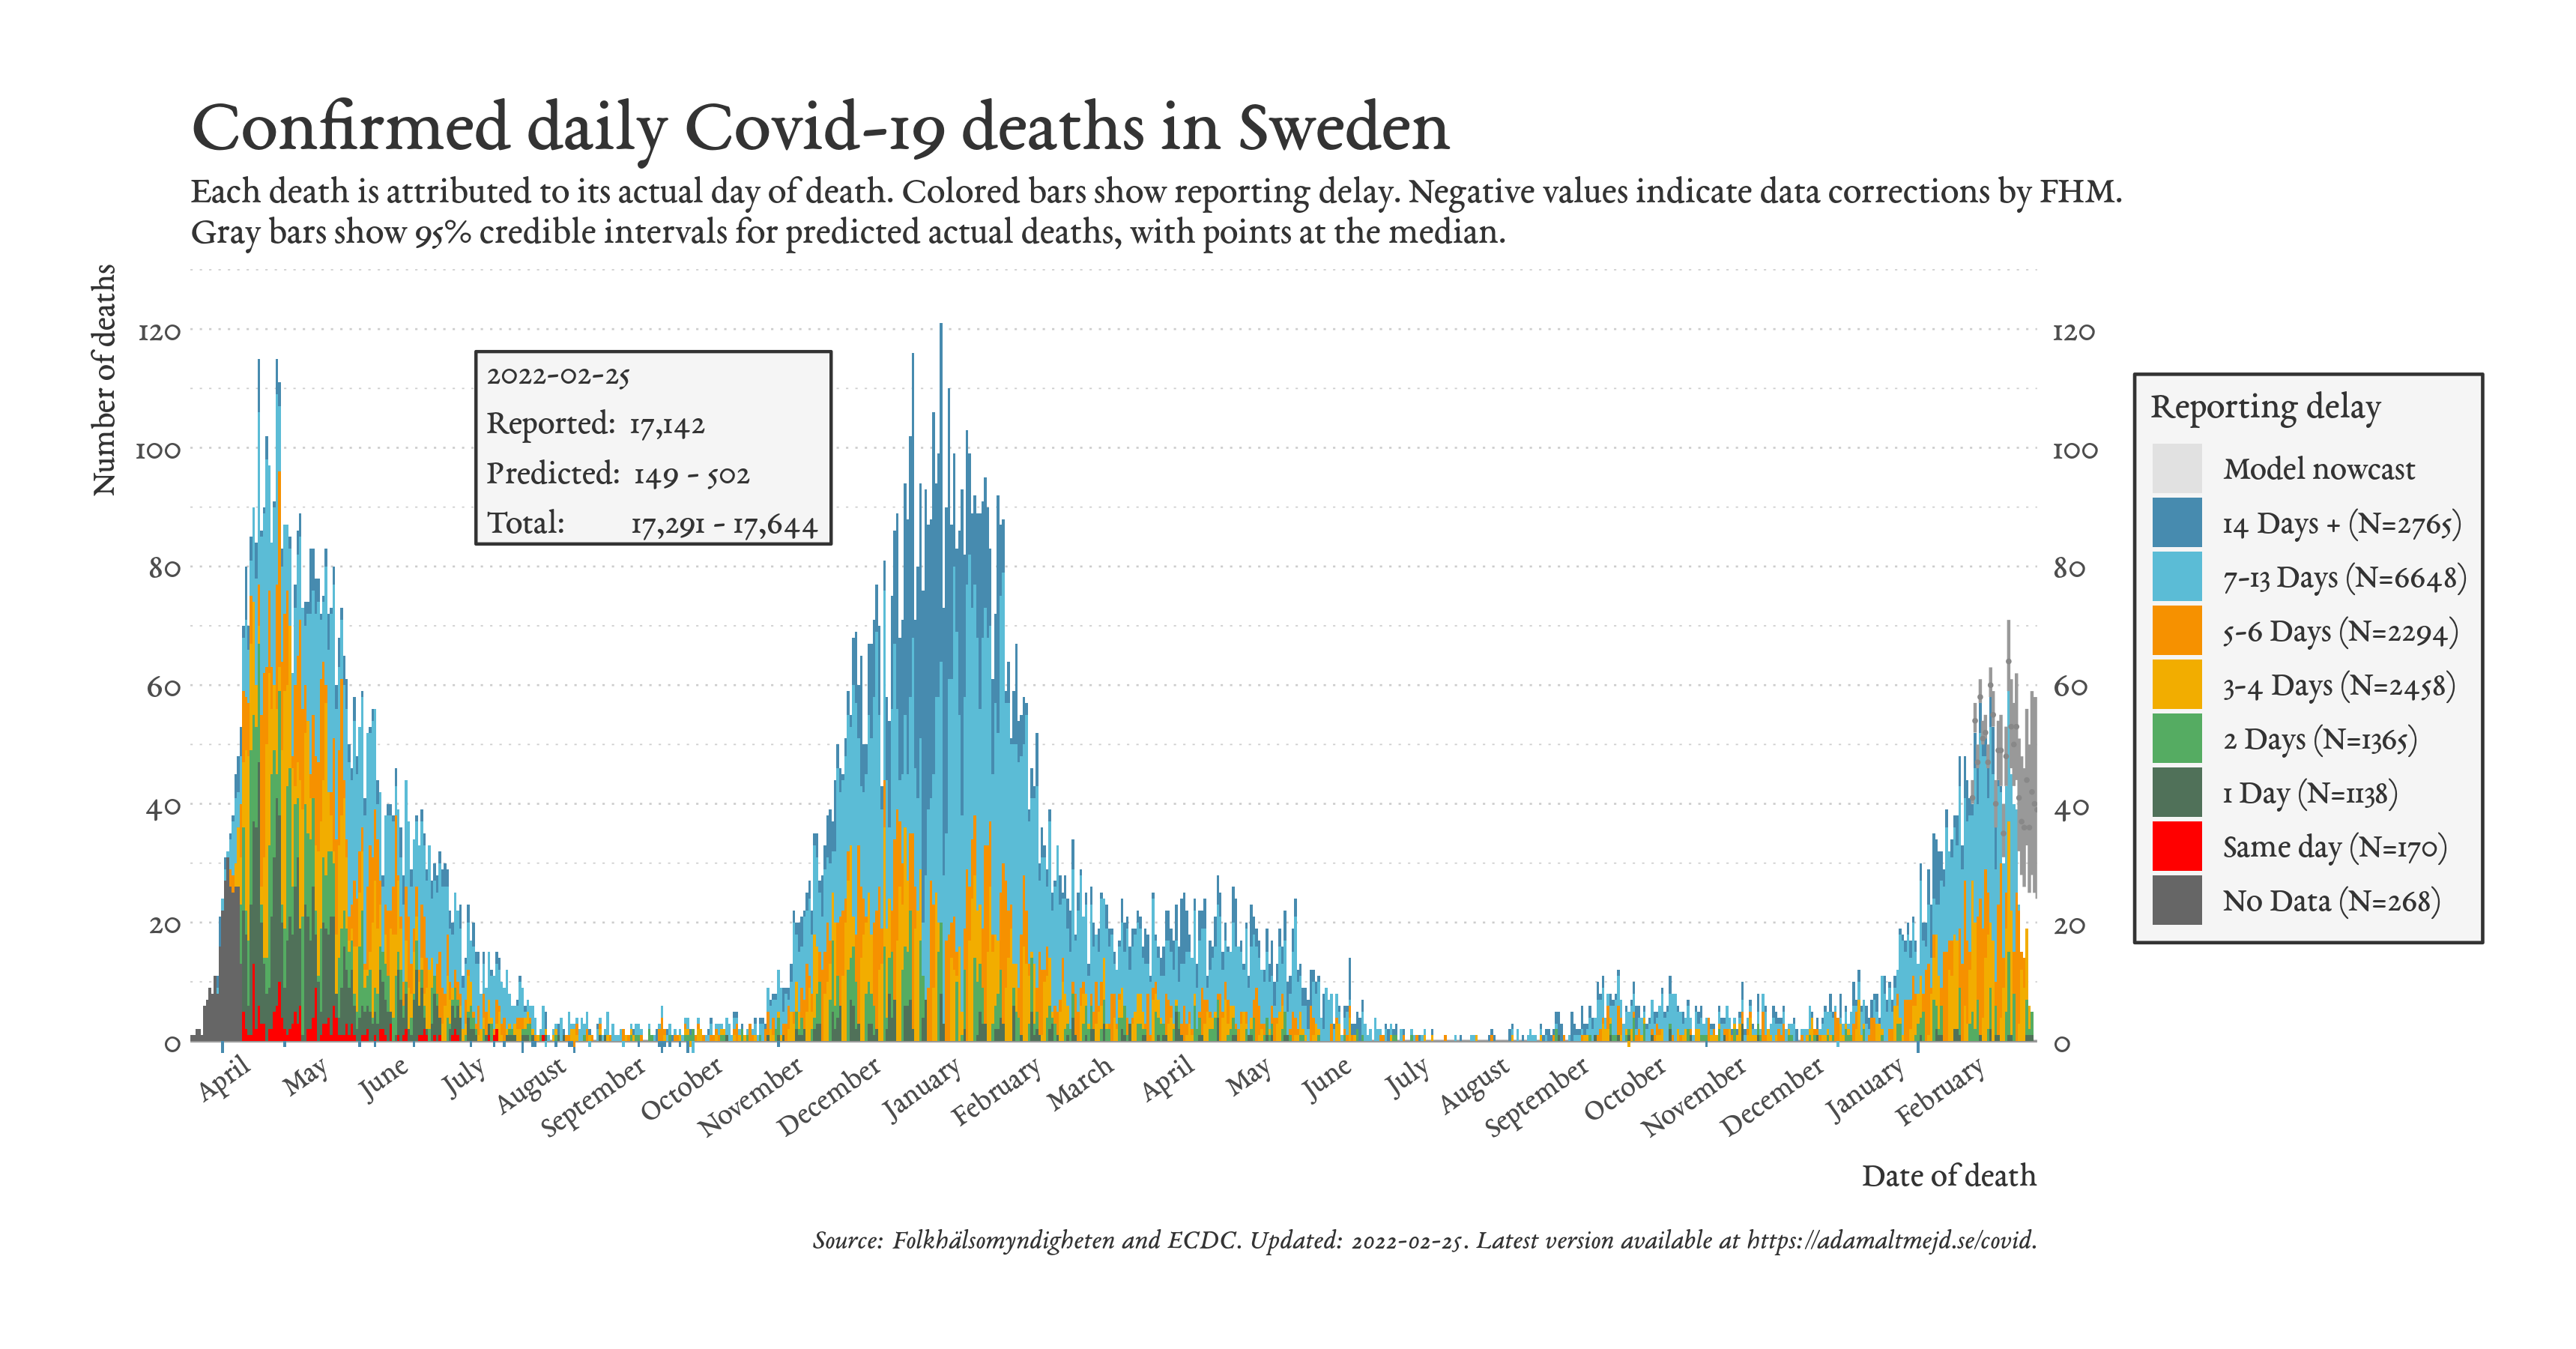 Confirmed daily Covid-19 deaths in Sweden
Each death is attributed to its actual day of death. Colored bars show reporting delay. Negative values indicate data corrections by FHM.
Gray bars show 95% credible intervals for predicted actual deaths, with points at the median.
Number of deaths
120
100
80
60
40
20
0
2022-02-25
Reported: 17,142
Predicted: 149 - 502
Total: 17,291 - 17,644
120
100
80
60
40
20
0
Reporting delay
Model nowcast
14 Days + (N=2765)
7-13 Days (N=6648)
5-6 Days (N=2294)
3-4 Days (N=2458)
2 Days (N=1365)
1 Day (N=1138)
Same day (N=170)
No Data (N=268)
April
May
June
July
August
September
October
November
December
January
February
March
April
May
June
July
August
September
October
November
December
January
February
Date of death
Source: Folkhälsomyndigheten and ECDC. Updated: 2022-02-25. Latest version available at https://adamaltmejd.se/covid.